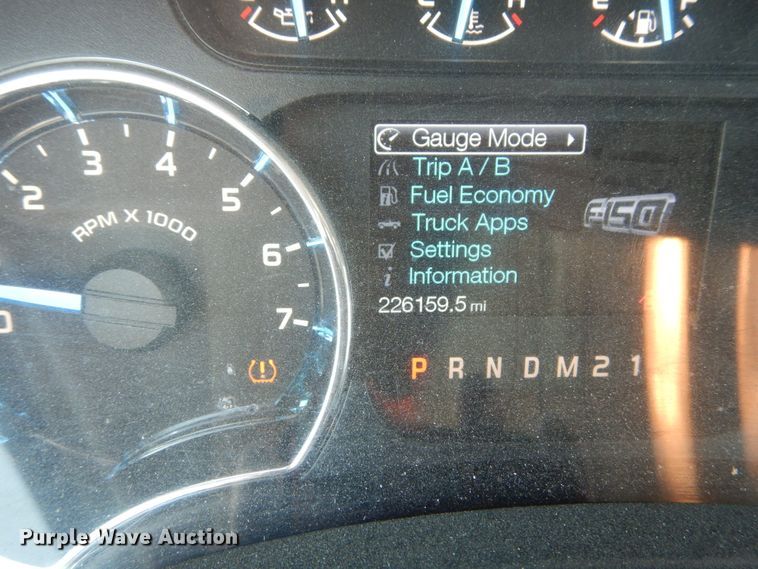 H
C H
E F
2 3 4 5 6 7
RPM X 1000
0
Gauge Mode
Trip A / B
Fuel Economy
Truck Apps
Settings
i Information
226159.5 mi
F-150
P R N D M 2 1
Purple Wave Auction